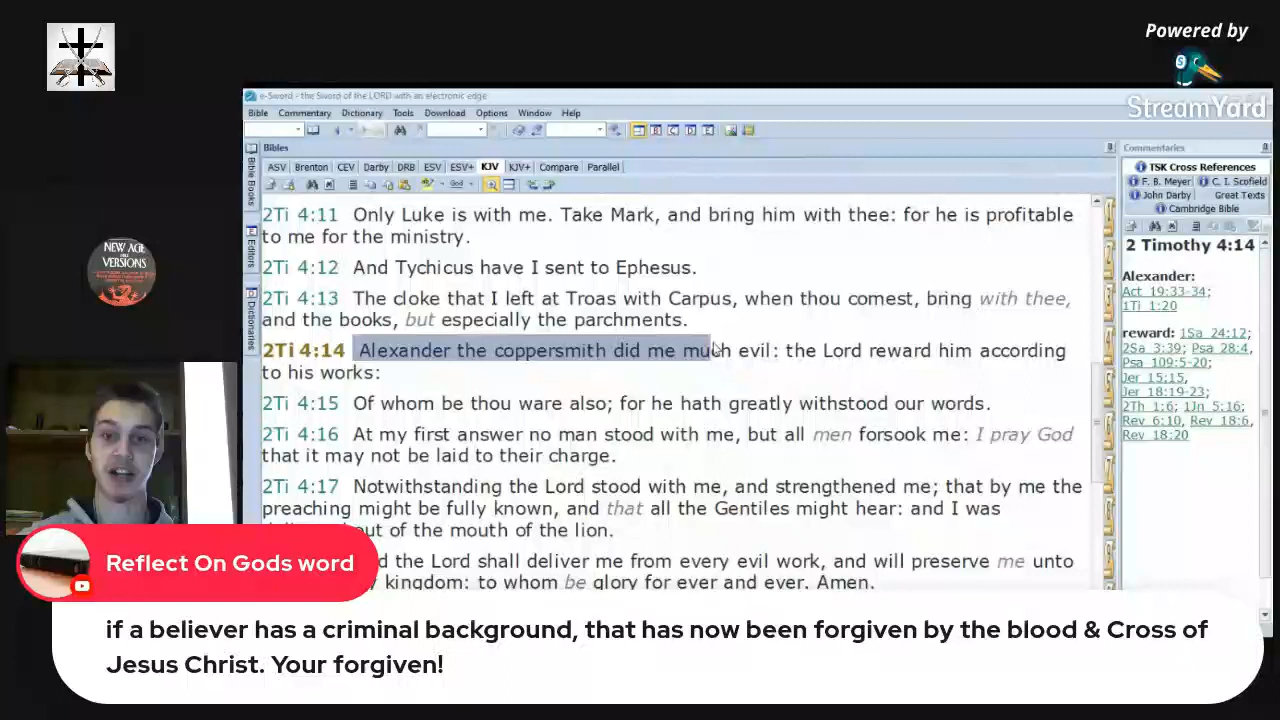 Powered by
StreamYard
NEW AGE
VERSIONS
e-Sword - the Sword of the LORD with an electronic edge
Bible Commentary Dictionary Tools Download Options Window Help
Bibles
ASV Brenton CEV Darby DRB ESV ESV+ KJV KJV+ Compare Parallel
Bible Books
Editors
Dictionaries
2Ti 4:11 Only Luke is with me. Take Mark, and bring him with thee: for he is profitable
to me for the ministry.
2Ti 4:12 And Tychicus have I sent to Ephesus.
2Ti 4:13 The cloke that I left at Troas with Carpus, when thou comest, bring with thee,
and the books, but especially the parchments.
2Ti 4:14 Alexander the coppersmith did me much evil: the Lord reward him according
to his works:
2Ti 4:15 Of whom be thou ware also; for he hath greatly withstood our words.
2Ti 4:16 At my first answer no man stood with me, but all men forsook me: I pray God
that it may not be laid to their charge.
2Ti 4:17 Notwithstanding the Lord stood with me, and strengthened me; that by me the
preaching might be fully known, and that all the Gentiles might hear: and I was
out of the mouth of the lion.
the Lord shall deliver me from every evil work, and will preserve me unto
kingdom: to whom be glory for ever and ever. Amen.
Commentaries
TSK Cross References
F. B. Meyer C. I. Scofield
John Darby Great Texts
Cambridge Bible
2 Timothy 4:14
Alexander:
Act 19:33-34;
1Ti 1:20
reward: 1Sa 24:12;
2Sa 3:39; Psa 28:4,
Psa 109:5-20;
Jer 15:15,
Jer 18:19-23;
2Th 1:6; 1Jn 5:16;
Rev 6:10, Rev 18:6,
Rev 18:20
Reflect On Gods word
if a believer has a criminal background, that has now been forgiven by the blood & Cross of
Jesus Christ. Your forgiven!